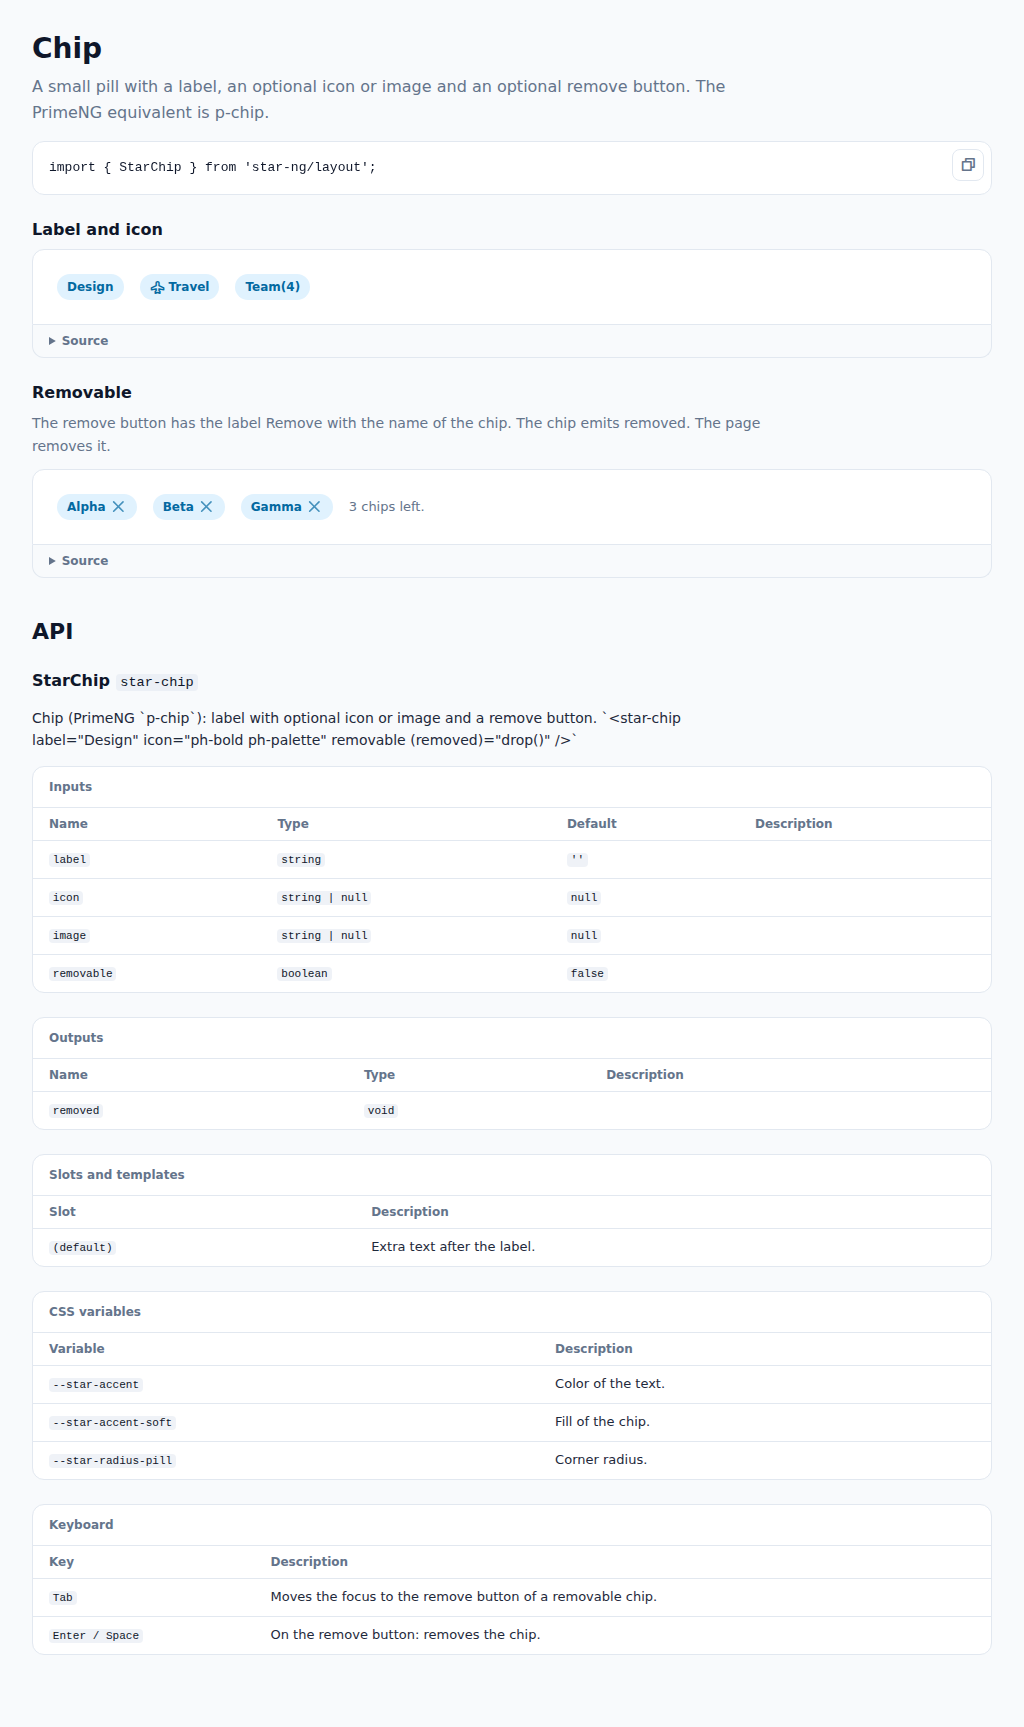 Chip
A small pill with a label, an optional icon or image and an optional remove button. The
PrimeNG equivalent is p-chip.
import { StarChip } from 'star-ng/layout';
Label and icon
Design Travel Team(4)
Source
Removable
The remove button has the label Remove with the name of the chip. The chip emits removed. The page
removes it.
Alpha Beta Gamma 3 chips left.
Source
API
StarChip star-chip
Chip (PrimeNG `p-chip`): label with optional icon or image and a remove button. `<star-chip
label="Design" icon="ph-bold ph-palette" removable (removed)="drop()" />`
Inputs
Name Type Default Description
label string ''
icon string | null null
image string | null null
removable boolean false
Outputs
Name Type Description
removed void
Slots and templates
Slot Description
(default) Extra text after the label.
CSS variables
Variable Description
--star-accent Color of the text.
--star-accent-soft Fill of the chip.
--star-radius-pill Corner radius.
Keyboard
Key Description
Tab Moves the focus to the remove button of a removable chip.
Enter / Space On the remove button: removes the chip.